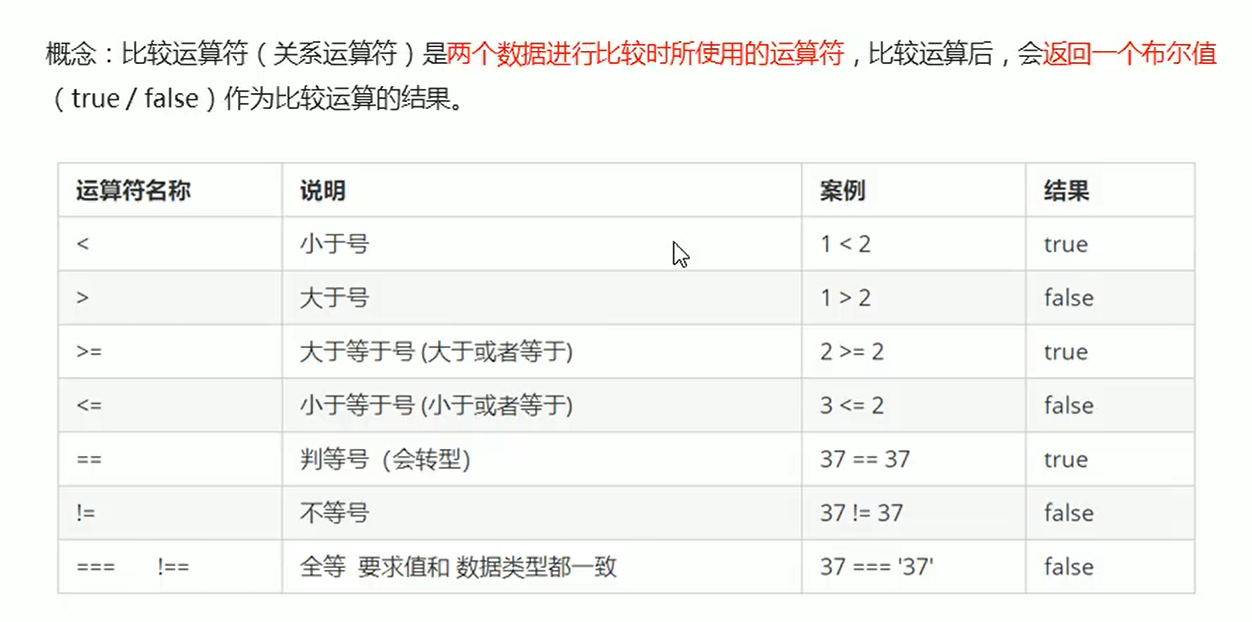 概念：比较运算符（关系运算符）是两个数据进行比较时所使用的运算符，比较运算后，会返回一个布尔值
（true / false）作为比较运算的结果。
运算符名称 说明 案例 结果
< 小于号 1 < 2 true
> 大于号 1 > 2 false
>= 大于等于号 (大于或者等于) 2 >= 2 true
<= 小于等于号 (小于或者等于) 3 <= 2 false
== 判等号（会转型） 37 == 37 true
!= 不等号 37 != 37 false
=== !== 全等 要求值和 数据类型都一致 37 === '37' false